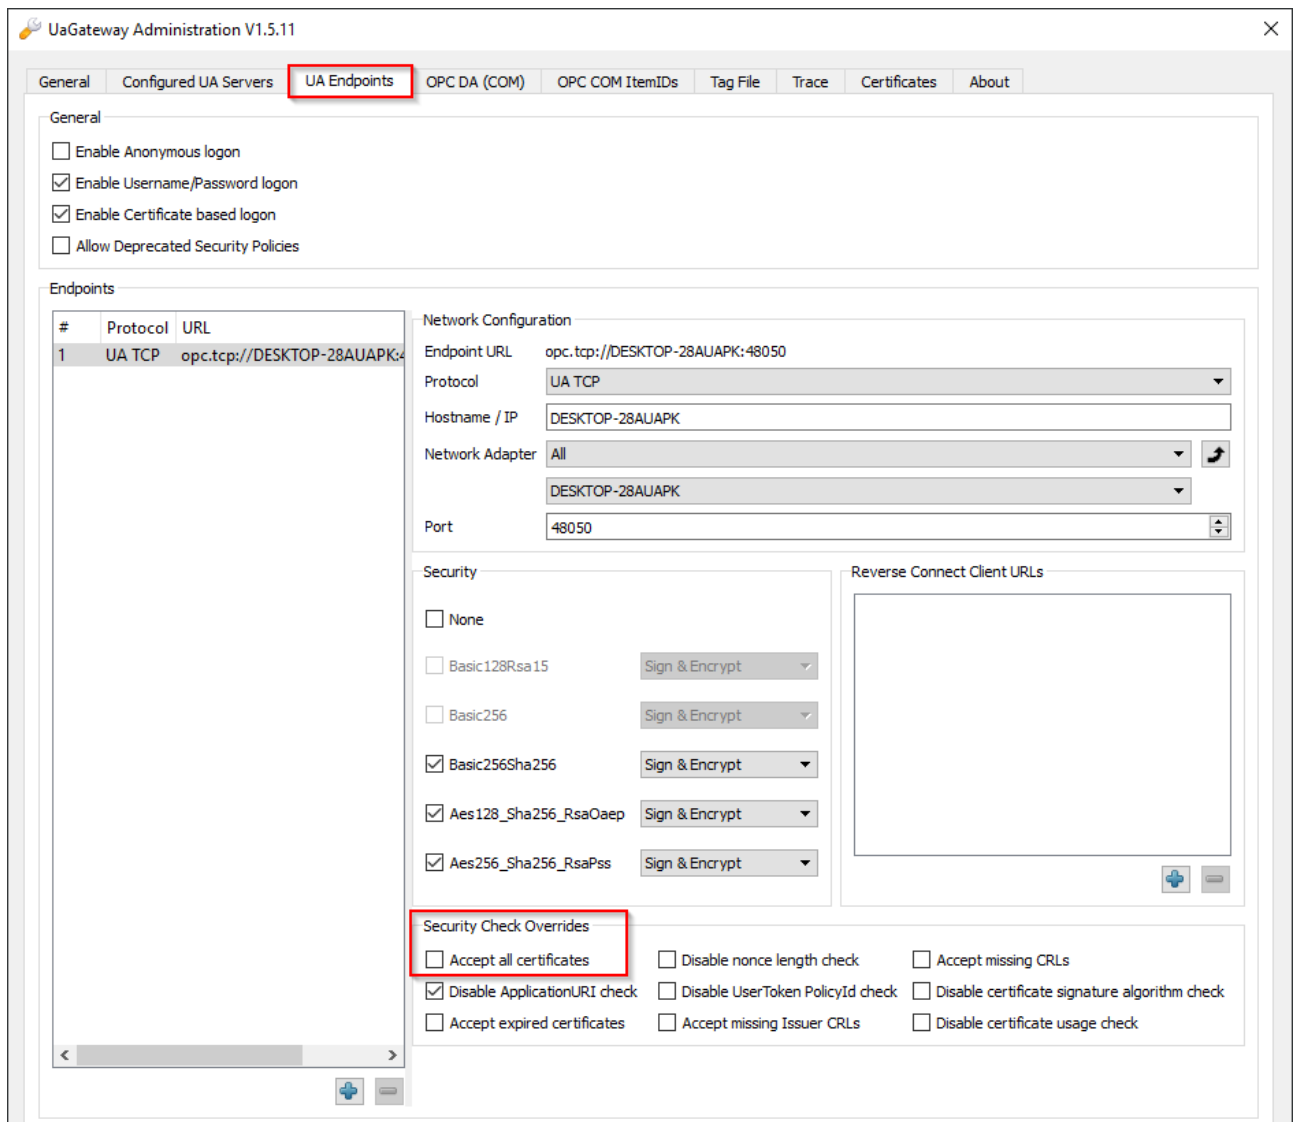 UaGateway Administration V1.5.11
General Configured UA Servers UA Endpoints OPC DA (COM) OPC COM ItemIDs Tag File Trace Certificates About
General
Enable Anonymous logon
Enable Username/Password logon
Enable Certificate based logon
Allow Deprecated Security Policies
Endpoints
# Protocol URL
1 UA TCP opc.tcp://DESKTOP-28AUAPK:4
Network Configuration
Endpoint URL opc.tcp://DESKTOP-28AUAPK:48050
Protocol UA TCP
Hostname / IP DESKTOP-28AUAPK
Network Adapter All
DESKTOP-28AUAPK
Port 48050
Security
None
Basic128Rsa15 Sign & Encrypt
Basic256 Sign & Encrypt
Basic256Sha256 Sign & Encrypt
Aes128_Sha256_RsaOaep Sign & Encrypt
Aes256_Sha256_RsaPss Sign & Encrypt
Reverse Connect Client URLs
Security Check Overrides
Accept all certificates Disable nonce length check Accept missing CRLs
Disable ApplicationURI check Disable UserToken PolicyId check Disable certificate signature algorithm check
Accept expired certificates Accept missing Issuer CRLs Disable certificate usage check